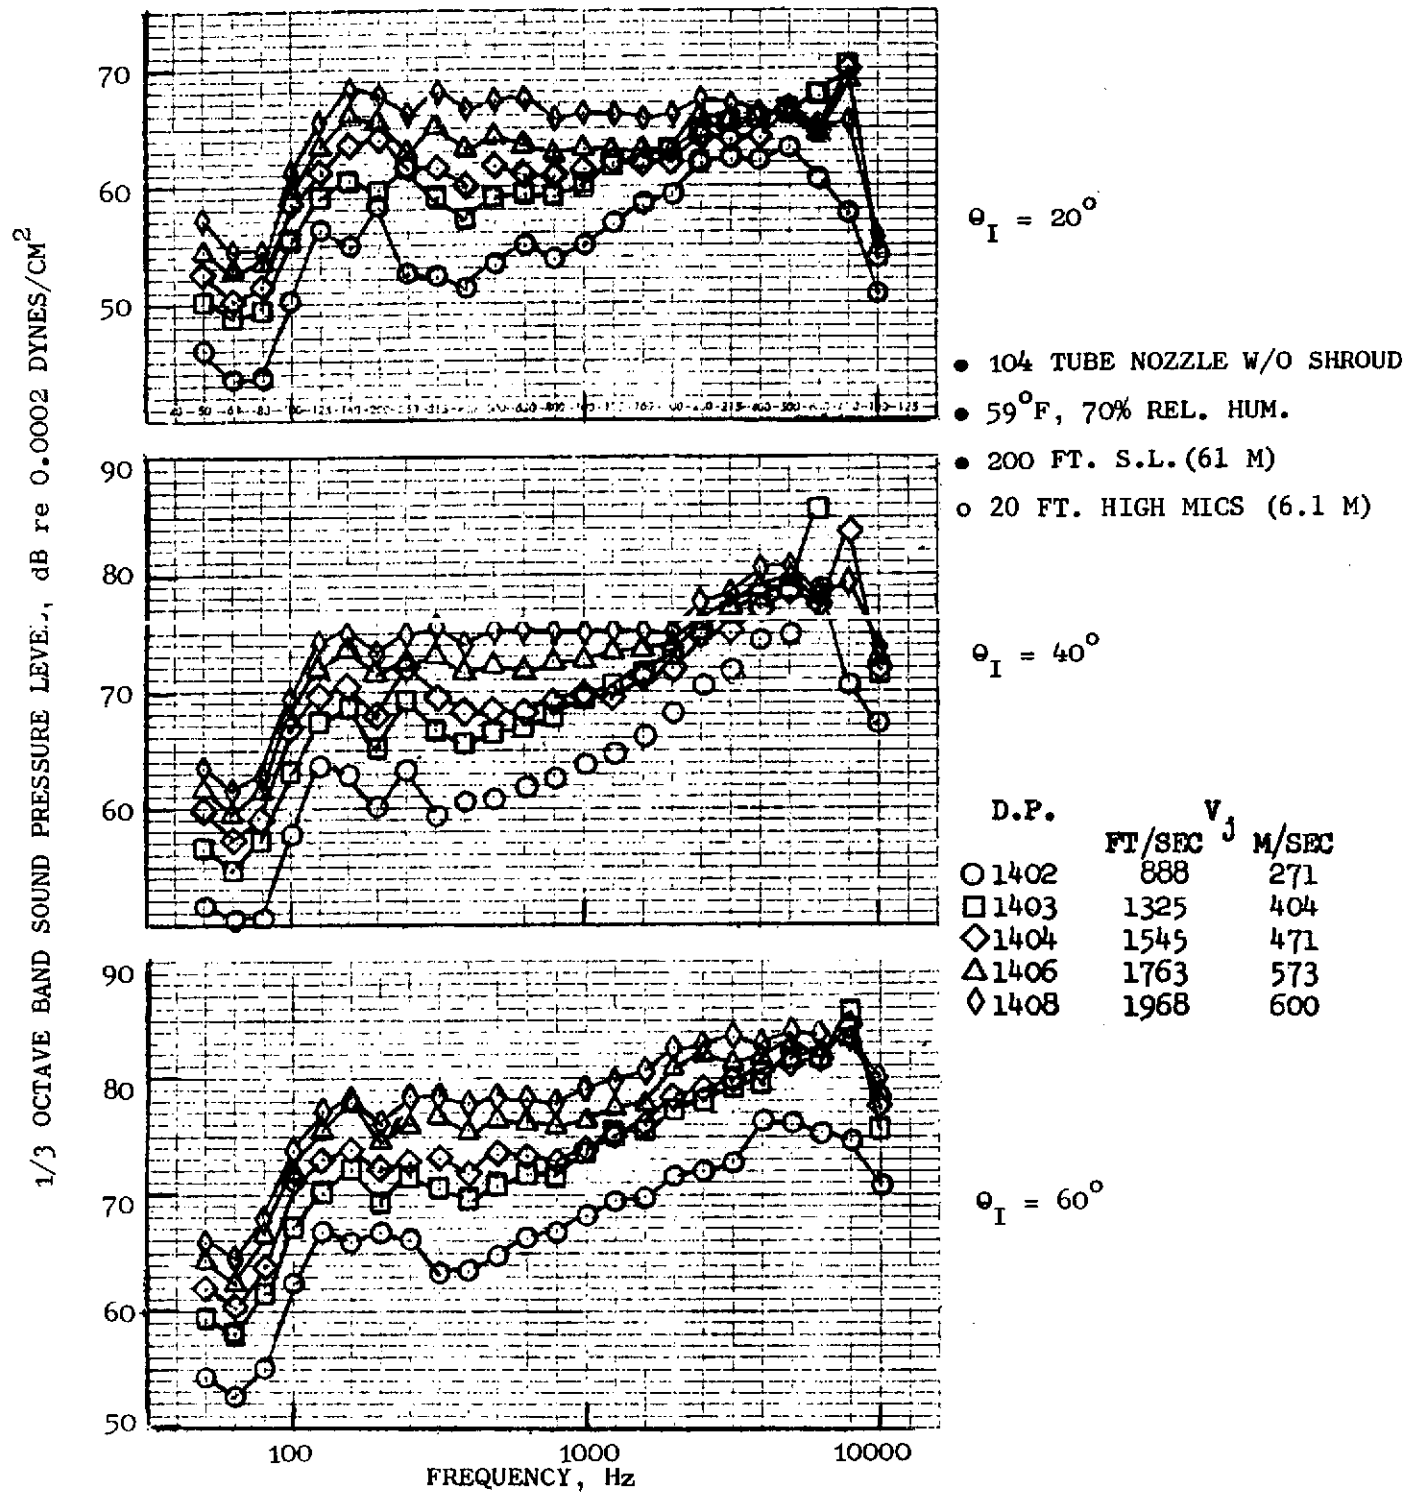 1/3 OCTAVE BAND SOUND PRESSURE LEVEL, dB re 0.0002 DYNES/CM2
70
60
50
θI = 20°
• 104 TUBE NOZZLE W/O SHROUD
• 59°F, 70% REL. HUM.
• 200 FT. S.L. (61 M)
○ 20 FT. HIGH MICS (6.1 M)
90
80
70
60
θI = 40°
D.P. Vj
FT/SEC M/SEC
○ 1402 888 271
□ 1403 1325 404
◇ 1404 1545 471
△ 1406 1763 573
◊ 1408 1968 600
90
80
70
60
50
θI = 60°
100 1000 10000
FREQUENCY, Hz